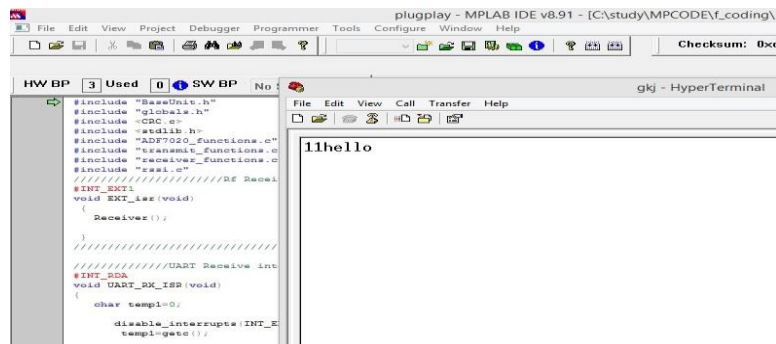 plugplay - MPLAB IDE v8.91 - [C:\study\MPCODE\f_coding\
File Edit View Project Debugger Programmer Tools Configure Window Help
Checksum:
HW BP 3 Used 0 SW BP No
gkj - HyperTerminal
File Edit View Call Transfer Help
11hello
#include "BaseUnit.h"
#include "globals.h"
#include <CRC.c>
#include <stdlib.h>
#include "ADF7020_functions.c"
#include "transmit_functions.c
#include "receiver_functions.c
#include "rssi.c"
//////////////////////Rf Recei
#INT_EXT1
void EXT_isr(void)
{
Receiver();
}
//////////////////////////////
//////////////UART Receive int
#INT_RDA
void UART_RX_ISR(void)
{
char temp1=0;
disable_interrupts(INT_E
temp1=getc();